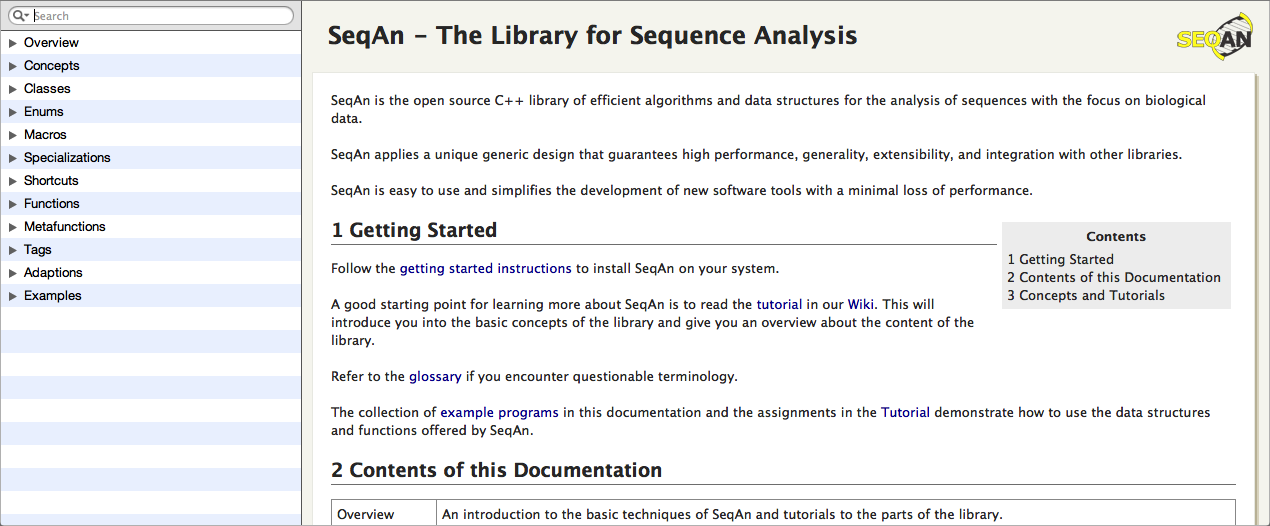 Search
Overview
Concepts
Classes
Enums
Macros
Specializations
Shortcuts
Functions
Metafunctions
Tags
Adaptions
Examples
SeqAn - The Library for Sequence Analysis
SEQAN
SeqAn is the open source C++ library of efficient algorithms and data structures for the analysis of sequences with the focus on biological
data.
SeqAn applies a unique generic design that guarantees high performance, generality, extensibility, and integration with other libraries.
SeqAn is easy to use and simplifies the development of new software tools with a minimal loss of performance.
1 Getting Started
Follow the getting started instructions to install SeqAn on your system.
A good starting point for learning more about SeqAn is to read the tutorial in our Wiki. This will
introduce you into the basic concepts of the library and give you an overview about the content of the
library.
Refer to the glossary if you encounter questionable terminology.
Contents
1 Getting Started
2 Contents of this Documentation
3 Concepts and Tutorials
The collection of example programs in this documentation and the assignments in the Tutorial demonstrate how to use the data structures
and functions offered by SeqAn.
2 Contents of this Documentation
Overview An introduction to the basic techniques of SeqAn and tutorials to the parts of the library.